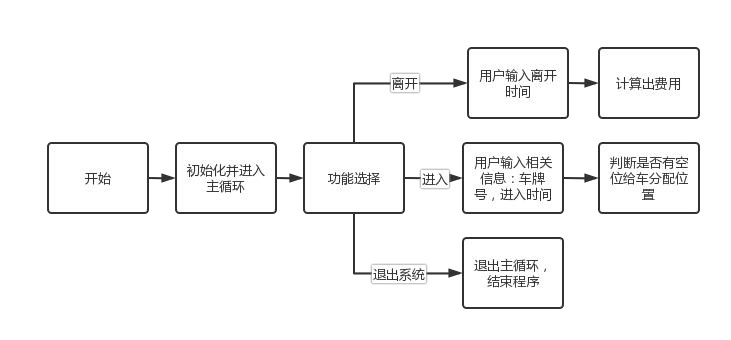 离开
用户输入离开
时间
计算出费用
开始
初始化并进入
主循环
功能选择
进入
用户输入相关
信息：车牌
号，进入时间
判断是否有空
位给车分配位
置
退出系统
退出主循环，
结束程序